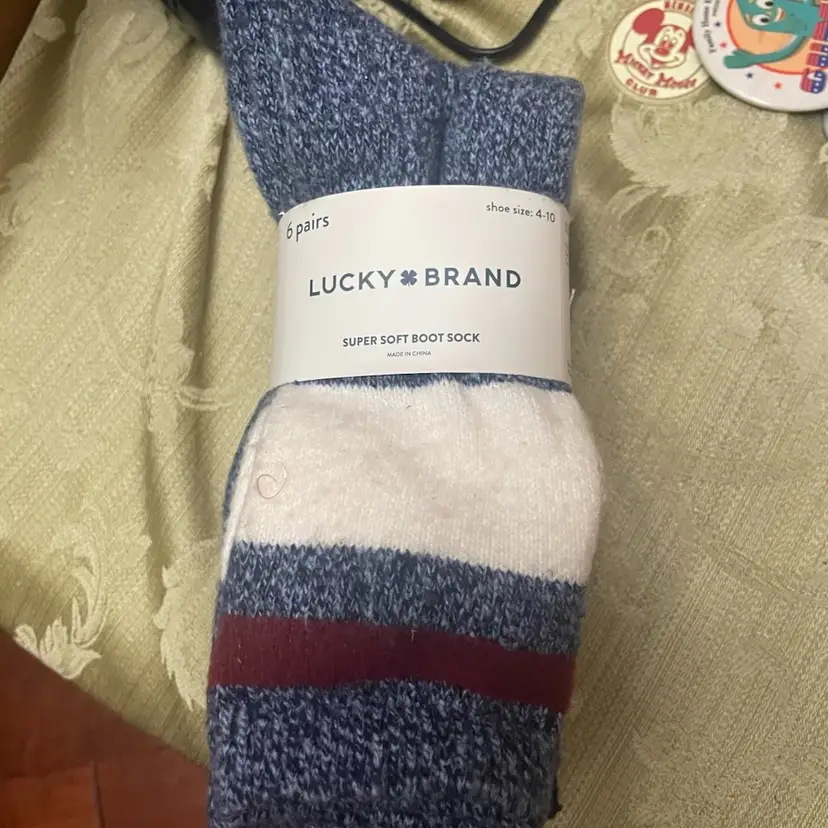 6 pairs
shoe size: 4-10
LUCKY BRAND
SUPER SOFT BOOT SOCK
MADE IN CHINA
MICKEY MOUSE
CLUB